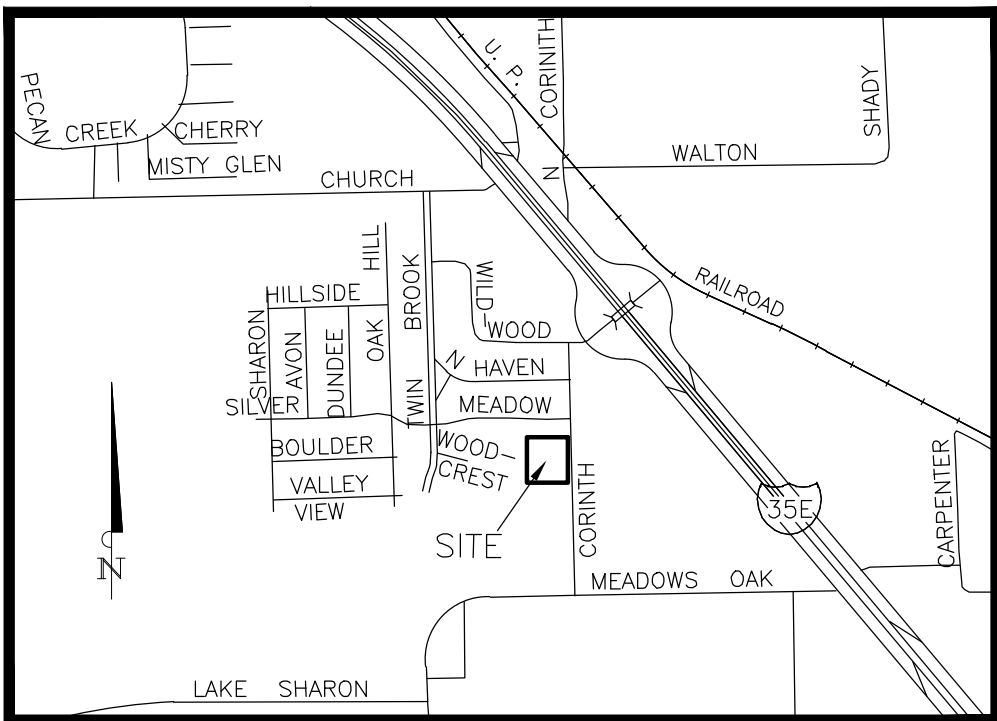 PECAN
CREEK
CHERRY
MISTY GLEN
CHURCH
U. P.
N CORINITH
WALTON
SHADY
RAILROAD
HILL
OAK
BROOK
TWIN
WILD-
WOOD
HILLSIDE
SHARON
AVON
DUNDEE
N HAVEN
SILVER
MEADOW
BOULDER
WOOD-
CREST
VALLEY
VIEW
CORINTH
35E
CARPENTER
SITE
N
MEADOWS OAK
LAKE SHARON